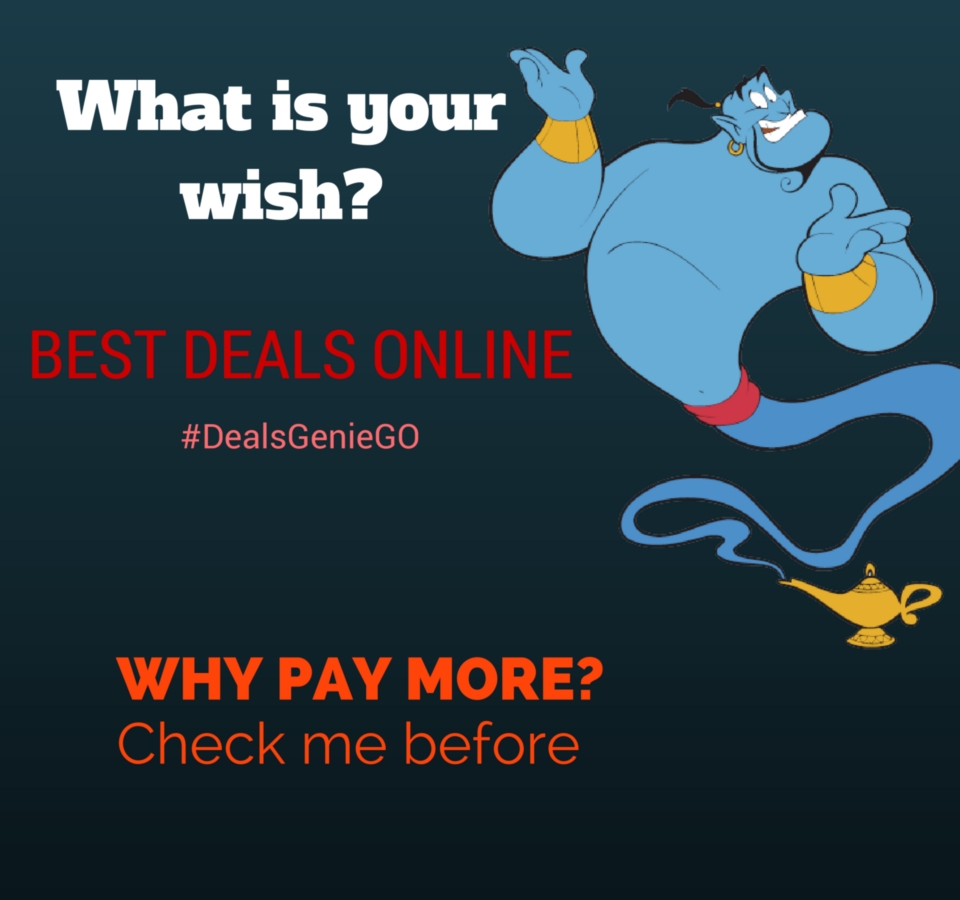 What is your
wish?
BEST DEALS ONLINE
#DealsGenieGO
WHY PAY MORE?
Check me before